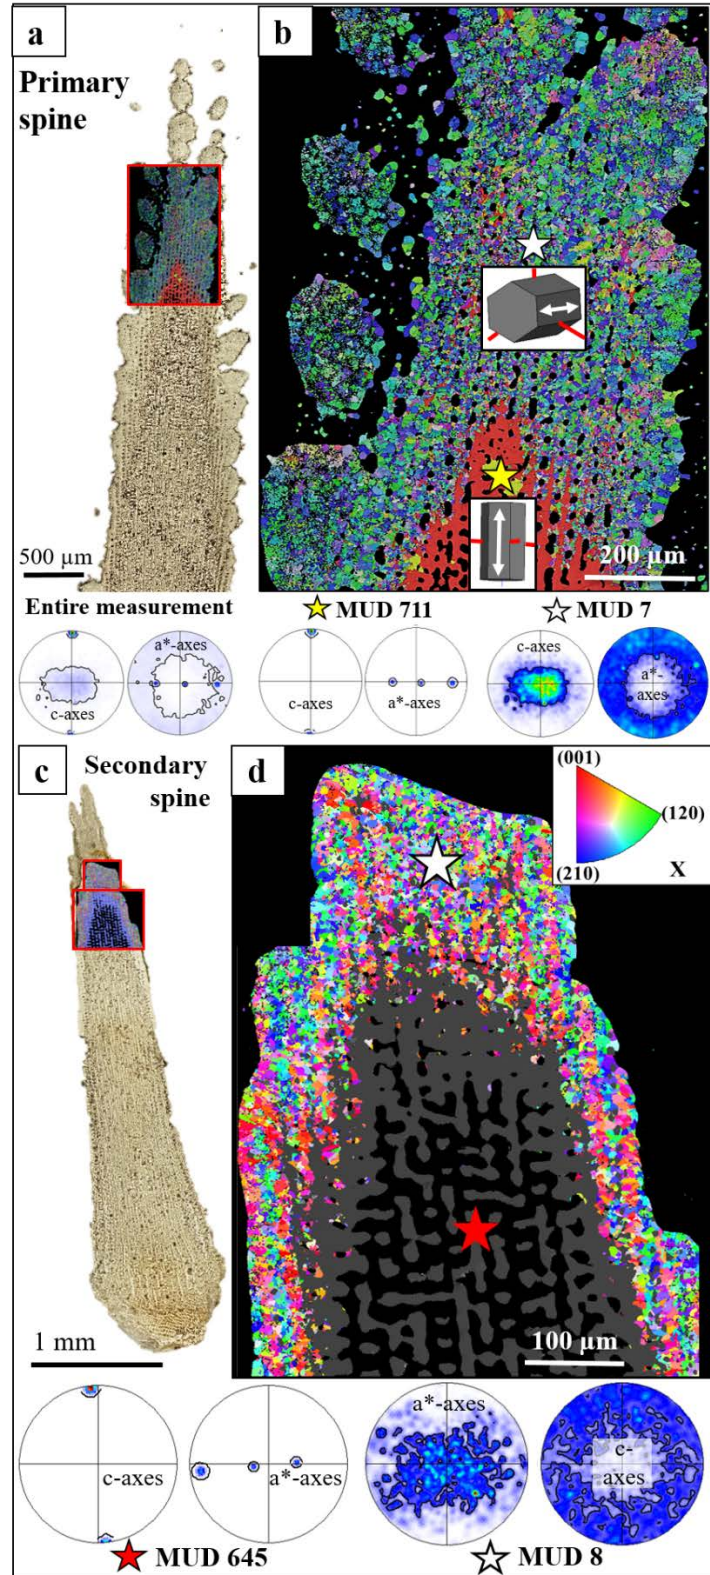 a
Primary
spine
500 µm
b
200 µm
Entire measurement
MUD 711
MUD 7
c-axes
a*-axes
c-axes
a*-axes
c-axes
a*-
axes
c
Secondary
spine
1 mm
d
(001)
(120)
(210)
X
100 µm
c-axes
a*-axes
a*-axes
c-
axes
MUD 645
MUD 8